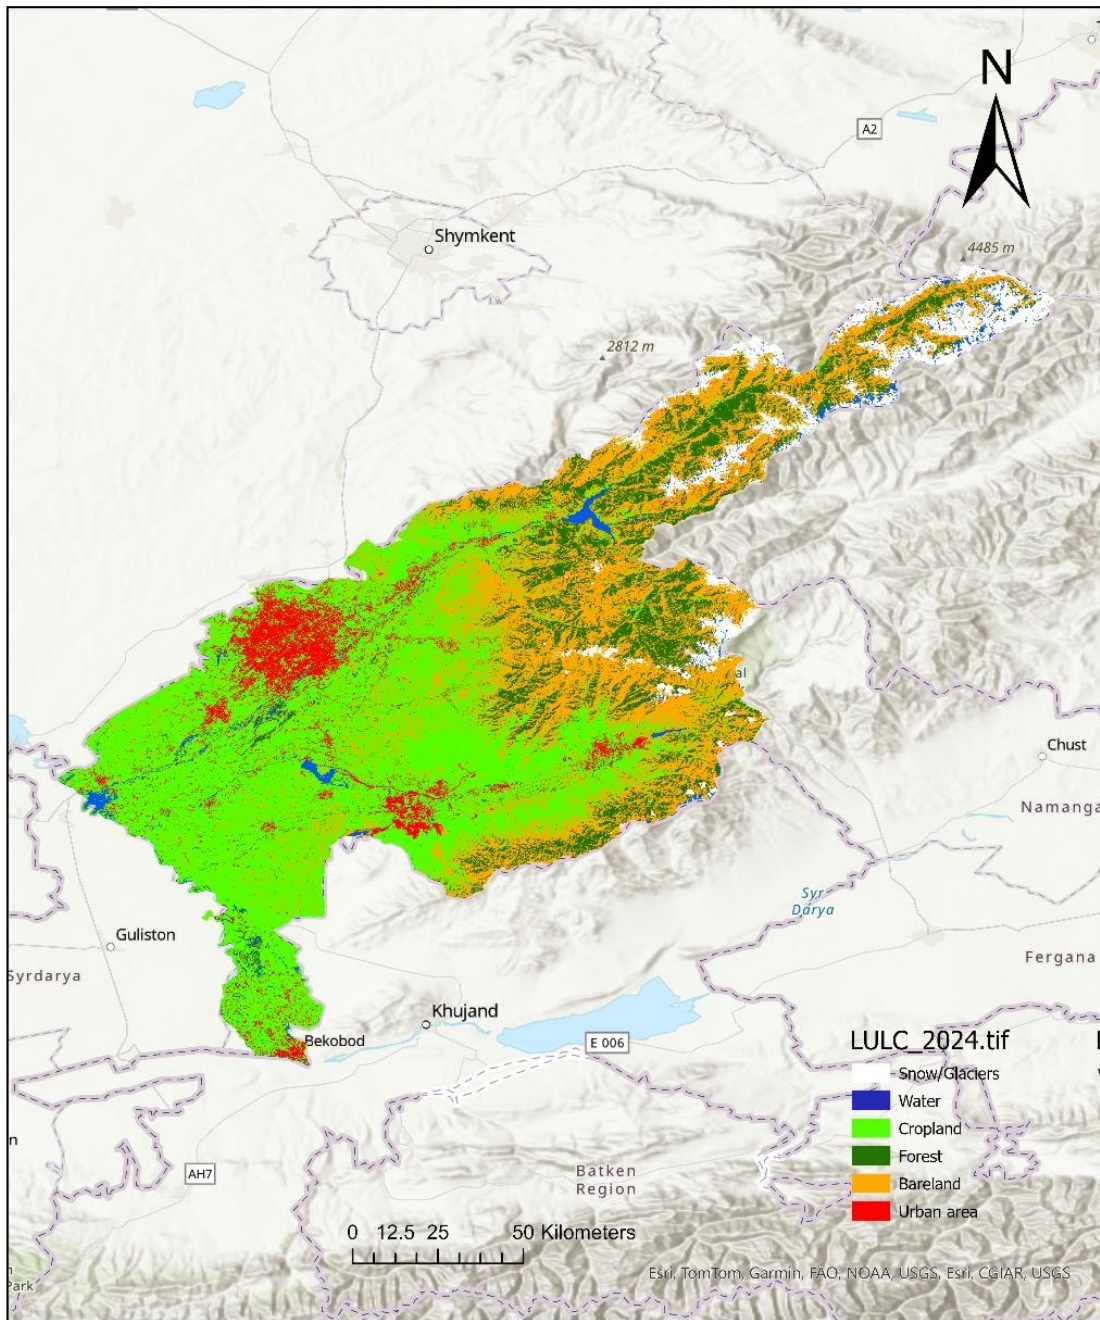 N
A2
Shymkent
4485 m
2812 m
al
Chust
Namanga
Syr
Darya
Guliston
Fergana
Syrdarya
Khujand
Bekobod
E 006
LULC_2024.tif
Snow/Glaciers
Water
Cropland
Forest
Bareland
Urban area
n
AH7
Batken
Region
0 12.5 25 50 Kilometers
Park
Esri, TomTom, Garmin, FAO, NOAA, USGS, Esri, CGIAR, USGS